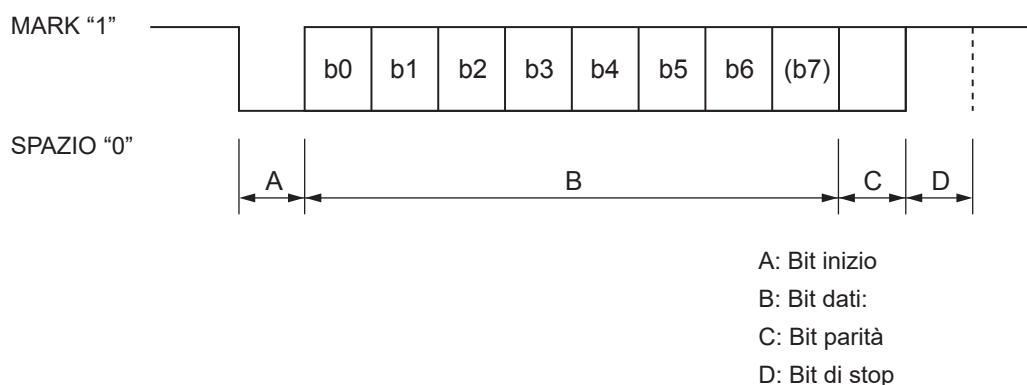 MARK “1”
b0 b1 b2 b3 b4 b5 b6 (b7)
SPAZIO “0”
A B C D
A: Bit inizio
B: Bit dati:
C: Bit parità
D: Bit di stop